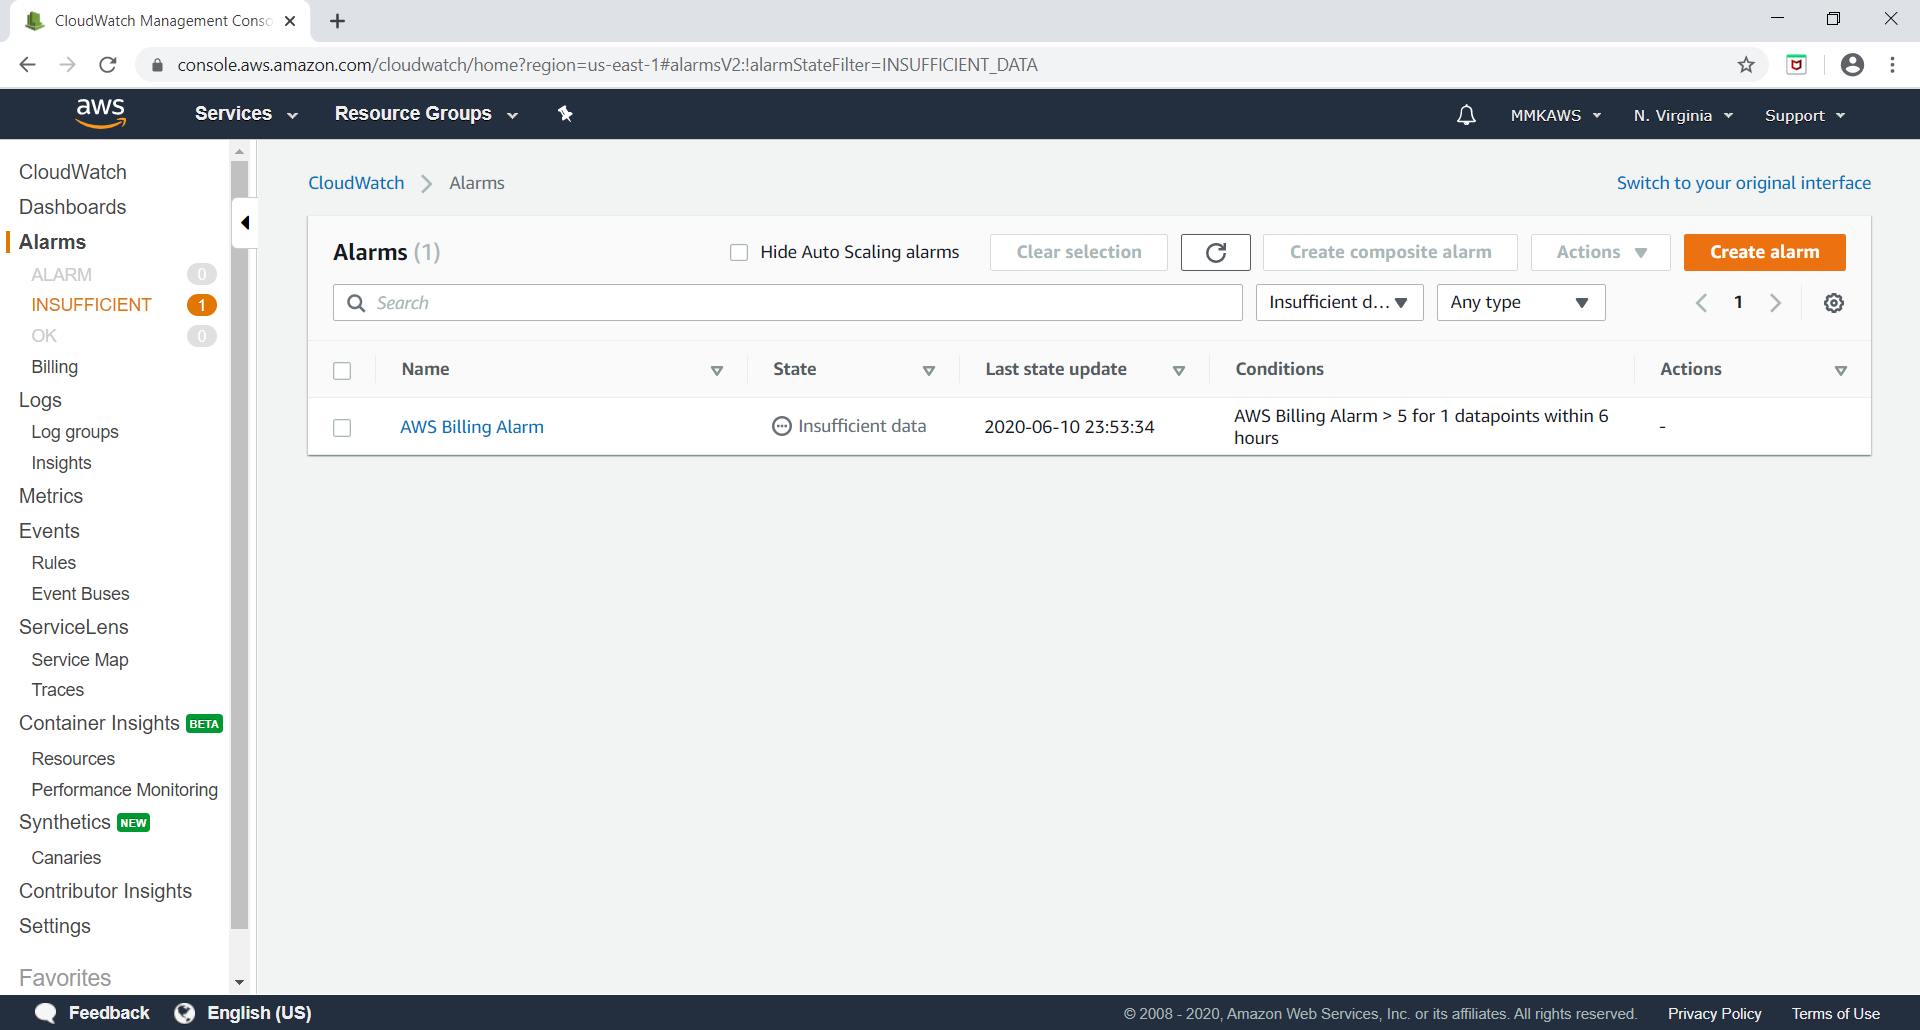 CloudWatch Management Conso
console.aws.amazon.com/cloudwatch/home?region=us-east-1#alarmsV2:!alarmStateFilter=INSUFFICIENT_DATA
aws Services Resource Groups MMKAWS N. Virginia Support
CloudWatch
Dashboards
Alarms
ALARM 0
INSUFFICIENT 1
OK 0
Billing
Logs
Log groups
Insights
Metrics
Events
Rules
Event Buses
ServiceLens
Service Map
Traces
Container Insights BETA
Resources
Performance Monitoring
Synthetics NEW
Canaries
Contributor Insights
Settings
Favorites
CloudWatch > Alarms Switch to your original interface
Alarms (1) Hide Auto Scaling alarms Clear selection Create composite alarm Actions Create alarm
Search Insufficient d... Any type 1
Name State Last state update Conditions Actions
AWS Billing Alarm Insufficient data 2020-06-10 23:53:34 AWS Billing Alarm > 5 for 1 datapoints within 6
hours -
Feedback English (US) © 2008 - 2020, Amazon Web Services, Inc. or its affiliates. All rights reserved. Privacy Policy Terms of Use